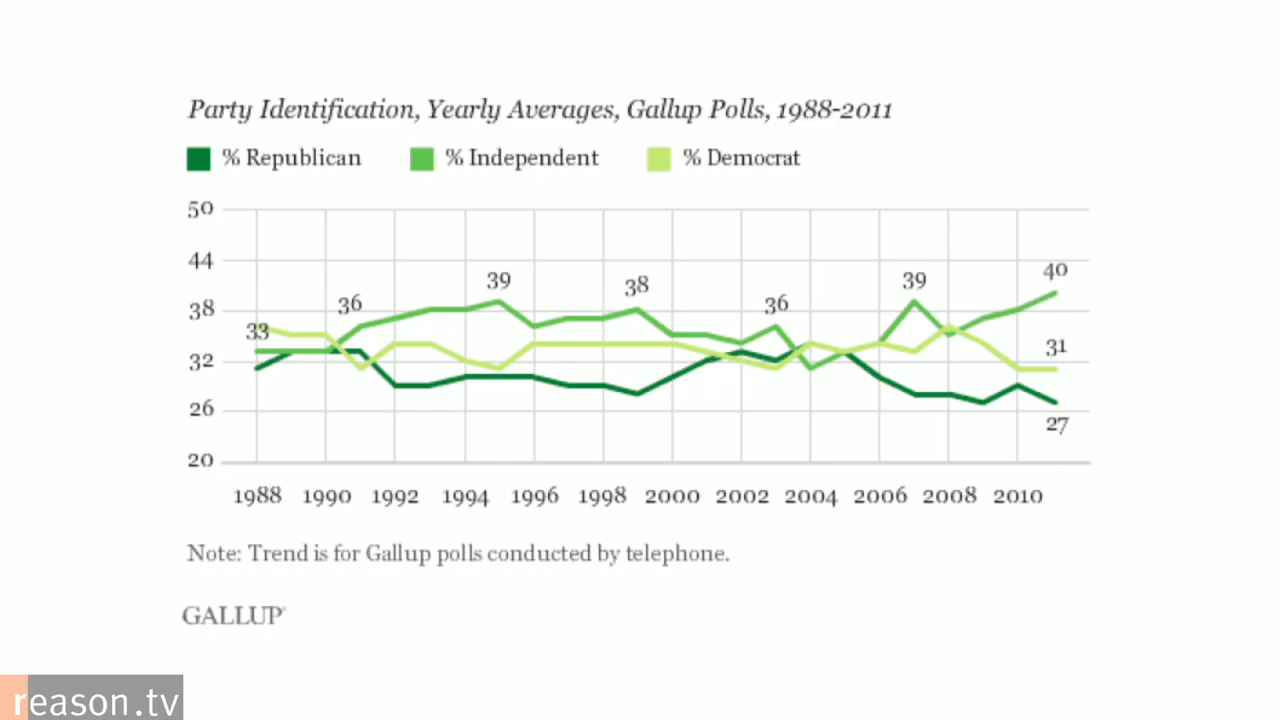 Party Identification, Yearly Averages, Gallup Polls, 1988-2011
% Republican % Independent % Democrat
50
44
38
32
26
20
33
36
39
38
36
39
40
31
27
1988 1990 1992 1994 1996 1998 2000 2002 2004 2006 2008 2010
Note: Trend is for Gallup polls conducted by telephone.
GALLUP®
reason.tv